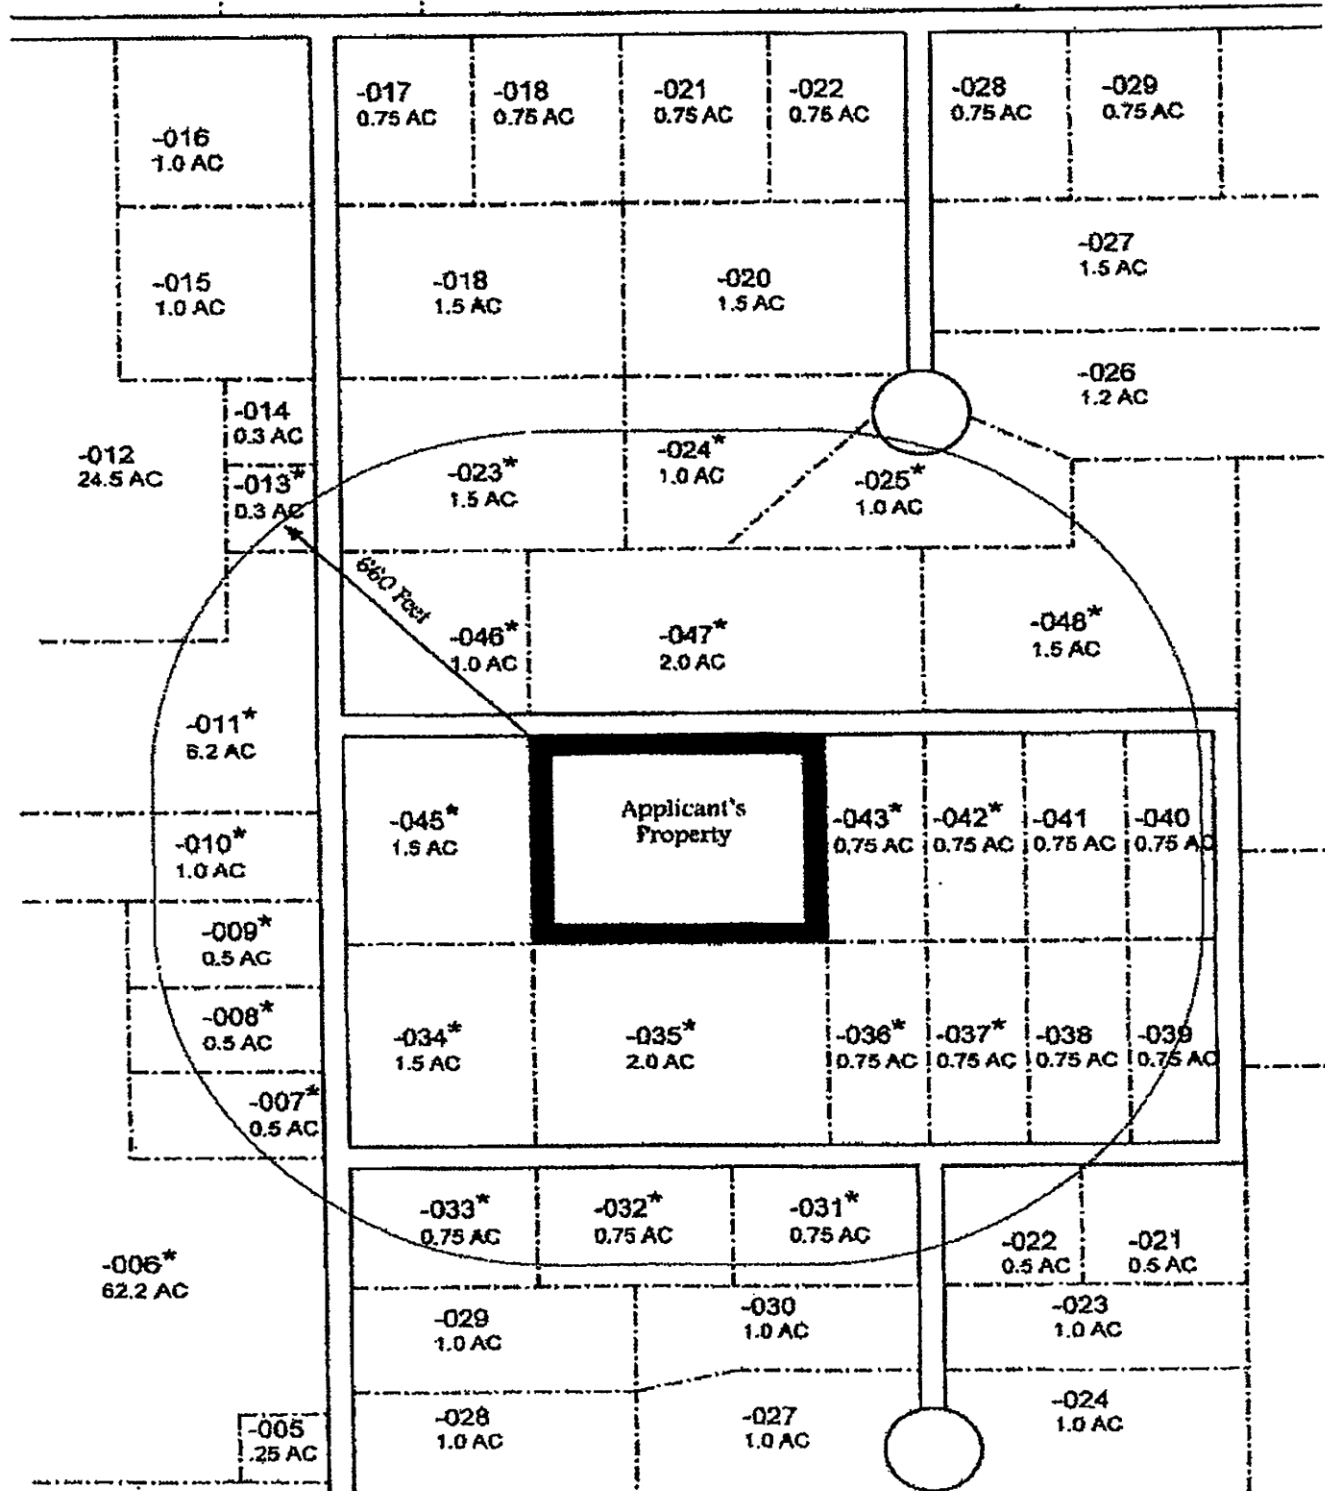 -017
0.75 AC
-018
0.75 AC
-021
0.75 AC
-022
0.75 AC
-028
0.75 AC
-029
0.75 AC
-016
1.0 AC
-015
1.0 AC
-018
1.5 AC
-020
1.5 AC
-027
1.5 AC
-026
1.2 AC
-014
0.3 AC
-012
24.5 AC
-013*
0.3 AC
-023*
1.5 AC
-024*
1.0 AC
-025*
1.0 AC
660 Feet
-046*
1.0 AC
-047*
2.0 AC
-048*
1.5 AC
-011*
6.2 AC
-010*
1.0 AC
-009*
0.5 AC
-008*
0.5 AC
-007*
0.5 AC
-045*
1.5 AC
Applicant's
Property
-043*
0.75 AC
-042*
0.75 AC
-041
0.75 AC
-040
0.75 AC
-034*
1.5 AC
-035*
2.0 AC
-036*
0.75 AC
-037*
0.75 AC
-038
0.75 AC
-039
0.75 AC
-033*
0.75 AC
-032*
0.75 AC
-031*
0.75 AC
-022
0.5 AC
-021
0.5 AC
-006*
62.2 AC
-029
1.0 AC
-030
1.0 AC
-023
1.0 AC
-005
.25 AC
-028
1.0 AC
-027
1.0 AC
-024
1.0 AC